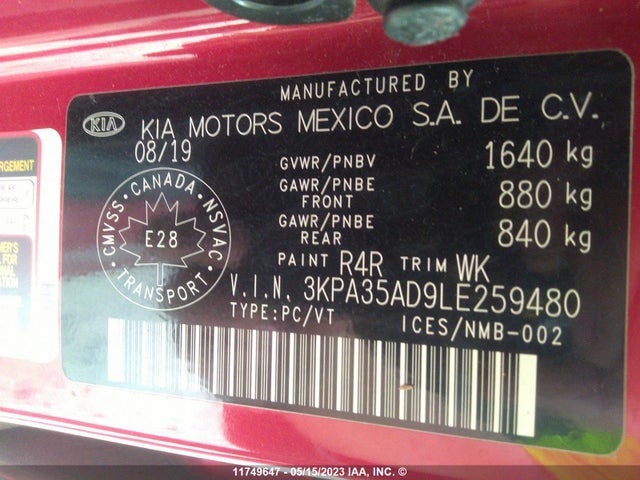 MANUFACTURED BY
KIA KIA MOTORS MEXICO S.A. DE C.V.
08/19
GVWR/PNBV 1640 kg
GAWR/PNBE FRONT 880 kg
GAWR/PNBE REAR 840 kg
CMVSS • CANADA • NSVAC
E28
TRANSPORT
PAINT R4R TRIM WK
V.I.N. 3KPA35AD9LE259480
TYPE:PC/VT ICES/NMB-002
11749647 - 05/15/2023 IAA, INC. ©